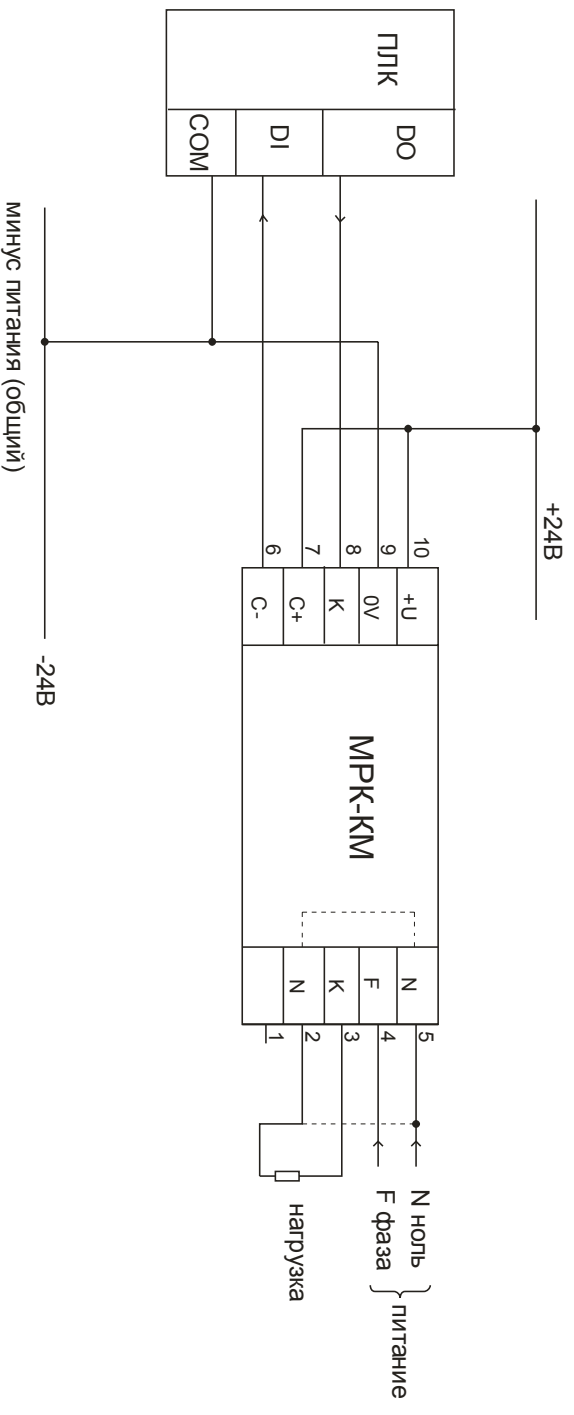 ПЛК
DO
DI
COM
+24В
-24В
минус питания (общий)
10
9
8
7
6
+U
0V
K
C+
C-
МРК-КМ
N
F
K
N
5
4
3
2
1
N ноль
F фаза
питание
нагрузка